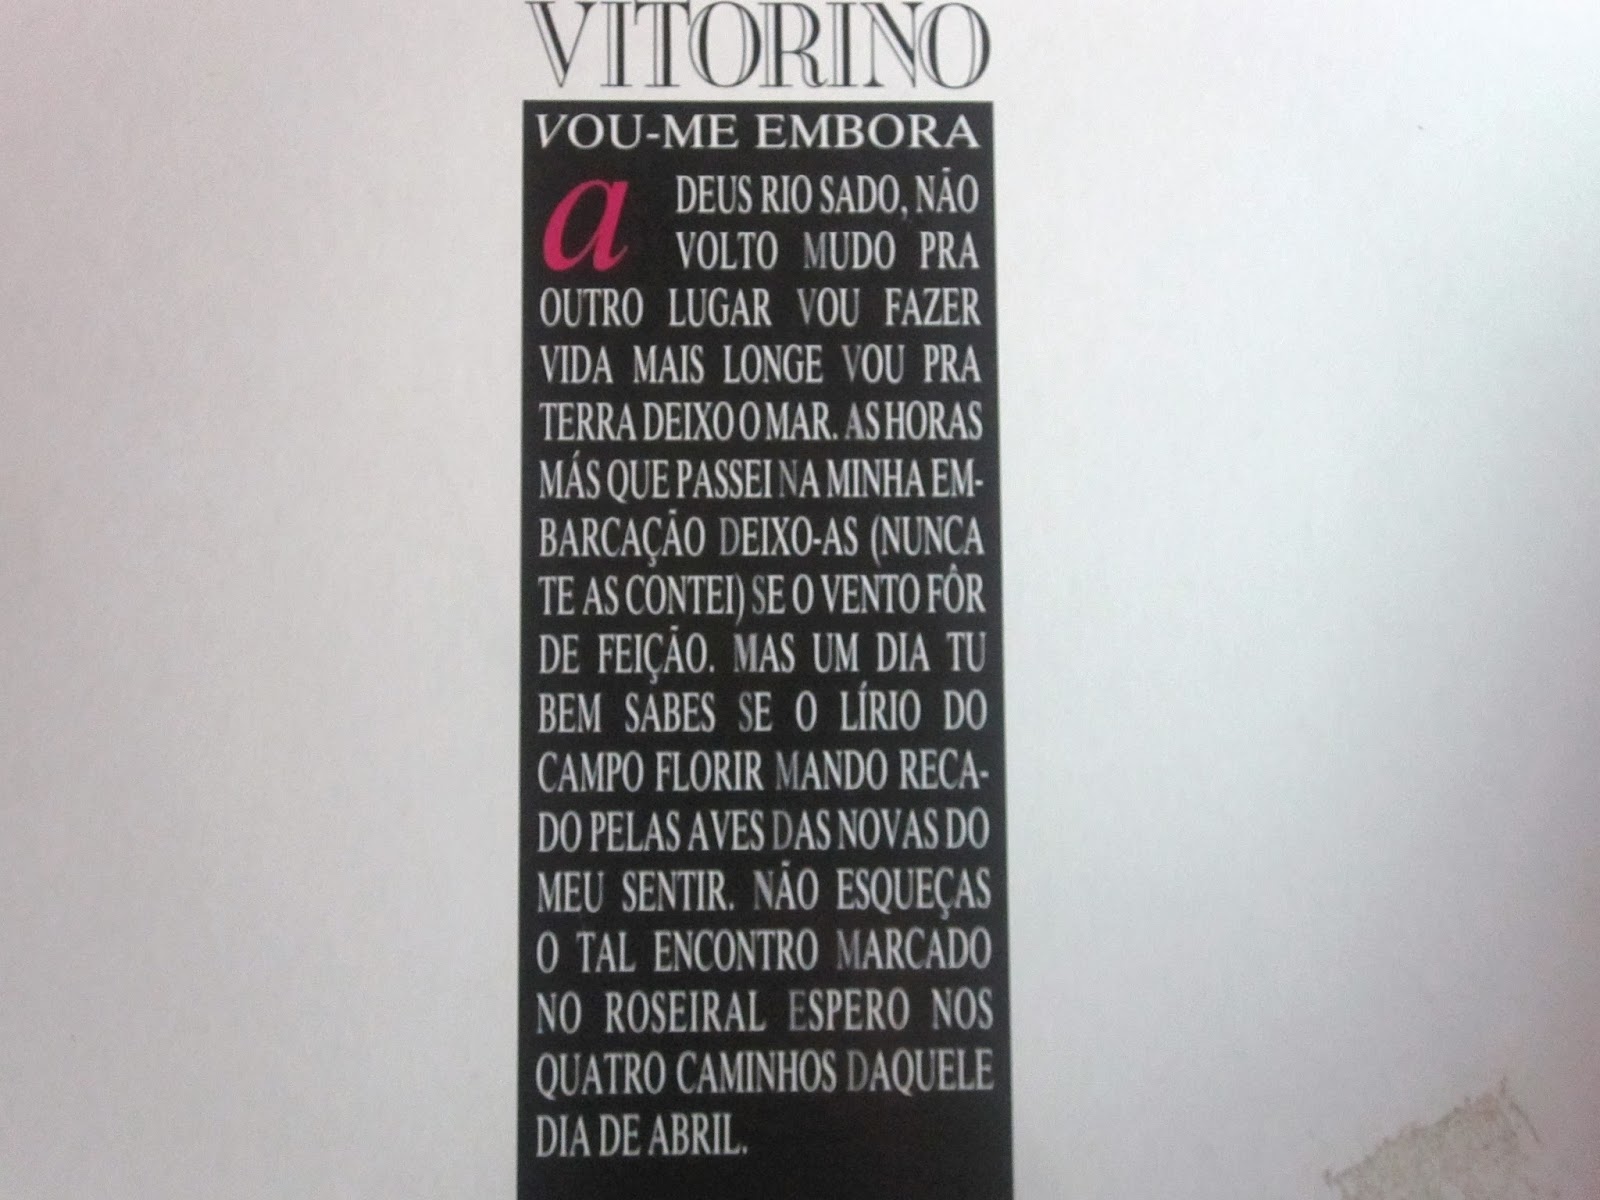 VITORINO
VOU-ME EMBORA
aDEUS RIO SADO, NÃO
VOLTO MUDO PRA
OUTRO LUGAR VOU FAZER
VIDA MAIS LONGE VOU PRA
TERRA DEIXO O MAR. AS HORAS
MÁS QUE PASSEI NA MINHA EM-
BARCAÇÃO DEIXO-AS (NUNCA
TE AS CONTEI) SE O VENTO FÔR
DE FEIÇÃO. MAS UM DIA TU
BEM SABES SE O LÍRIO DO
CAMPO FLORIR MANDO RECA-
DO PELAS AVES DAS NOVAS DO
MEU SENTIR. NÃO ESQUEÇAS
O TAL ENCONTRO MARCADO
NO ROSEIRAL ESPERO NOS
QUATRO CAMINHOS DAQUELE
DIA DE ABRIL.